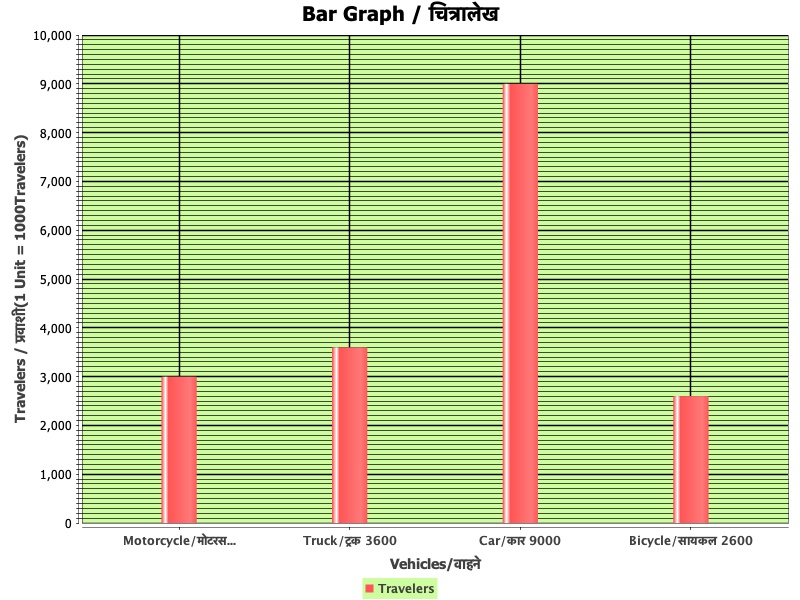 Bar Graph / चित्रालेख
Travelers / प्रवाशी(1 Unit = 1000Travelers)
10,000
9,000
8,000
7,000
6,000
5,000
4,000
3,000
2,000
1,000
0
Motorcycle/मोटरस... Truck/ट्रक 3600 Car/कार 9000 Bicycle/सायकल 2600
Vehicles/वाहने
Travelers